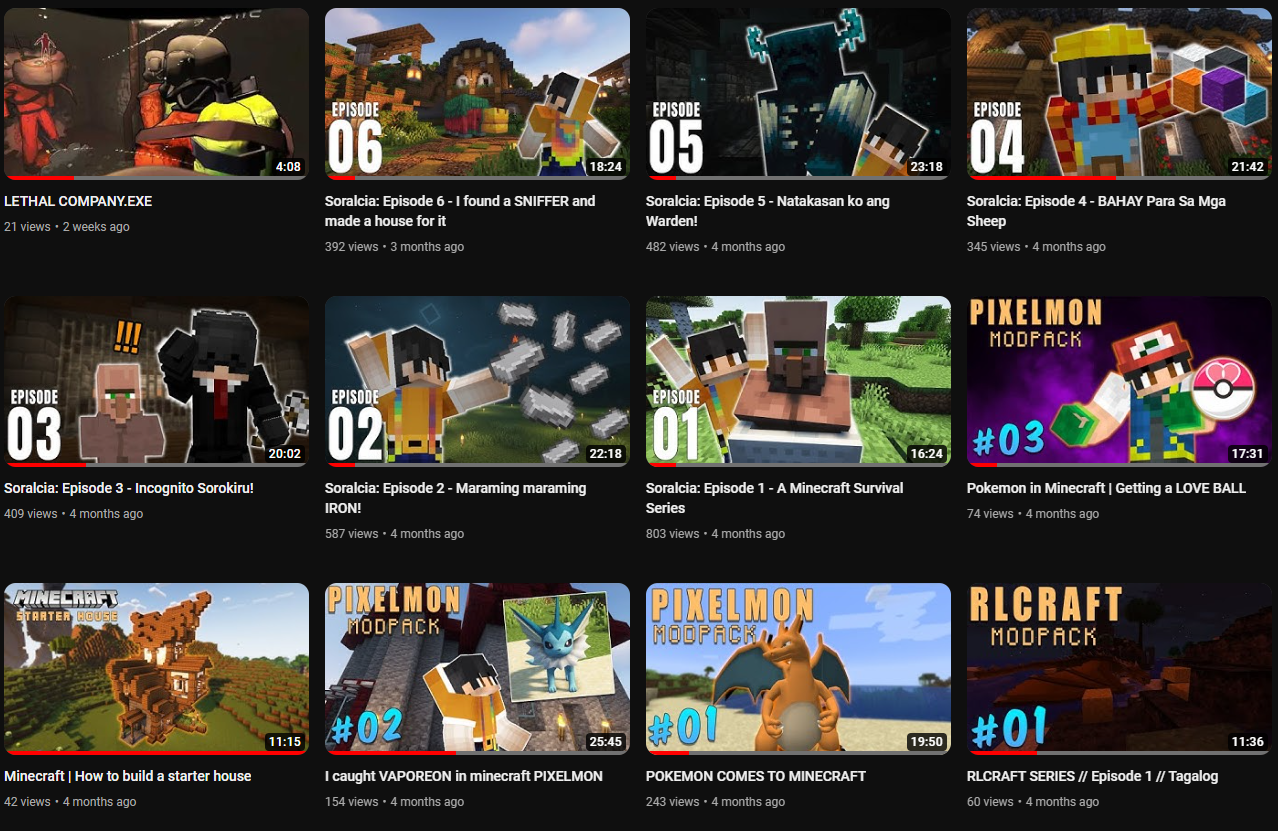 4:08
LETHAL COMPANY.EXE
21 views • 2 weeks ago
EPISODE
06
18:24
Soralcia: Episode 6 - I found a SNIFFER and
made a house for it
392 views • 3 months ago
EPISODE
05
23:18
Soralcia: Episode 5 - Natakasan ko ang
Warden!
482 views • 4 months ago
EPISODE
04
21:42
Soralcia: Episode 4 - BAHAY Para Sa Mga
Sheep
345 views • 4 months ago
!!!
EPISODE
03
20:02
Soralcia: Episode 3 - Incognito Sorokiru!
409 views • 4 months ago
EPISODE
02
22:18
Soralcia: Episode 2 - Maraming maraming
IRON!
587 views • 4 months ago
EPISODE
01
16:24
Soralcia: Episode 1 - A Minecraft Survival
Series
803 views • 4 months ago
PIXELMON
MODPACK
#03
17:31
Pokemon in Minecraft | Getting a LOVE BALL
74 views • 4 months ago
MINECRAFT
STARTER HOUSE
11:15
Minecraft | How to build a starter house
42 views • 4 months ago
PIXELMON
MODPACK
#02
25:45
I caught VAPOREON in minecraft PIXELMON
154 views • 4 months ago
PIXELMON
MODPACK
#01
19:50
POKEMON COMES TO MINECRAFT
243 views • 4 months ago
RLCRAFT
MODPACK
#01
11:36
RLCRAFT SERIES // Episode 1 // Tagalog
60 views • 4 months ago